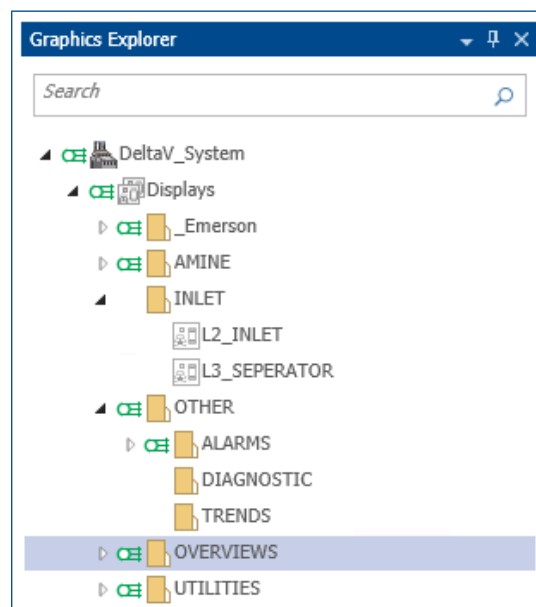 Graphics Explorer
Search
DeltaV_System
Displays
_Emerson
AMINE
INLET
L2_INLET
L3_SEPERATOR
OTHER
ALARMS
DIAGNOSTIC
TRENDS
OVERVIEWS
UTILITIES